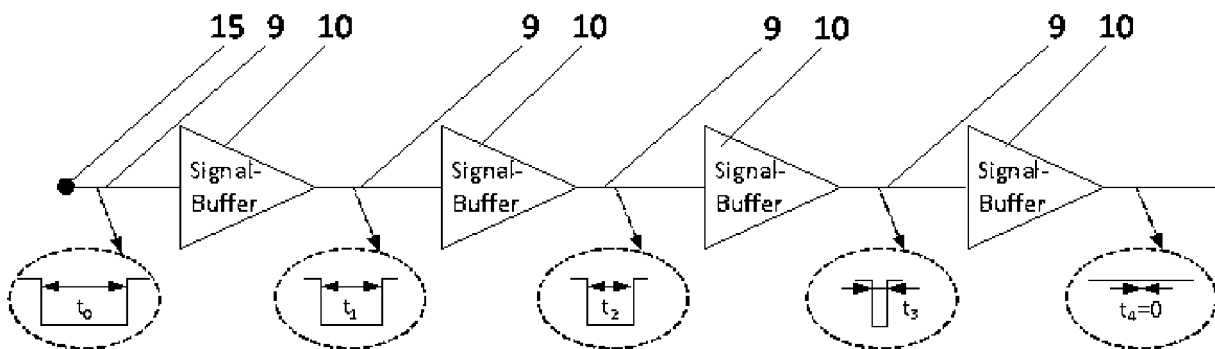 15 9 10 9 10 9 10 9 10
Signal-
Buffer
Signal-
Buffer
Signal-
Buffer
Signal-
Buffer
t₀ t₁ t₂ t₃ t₄=0